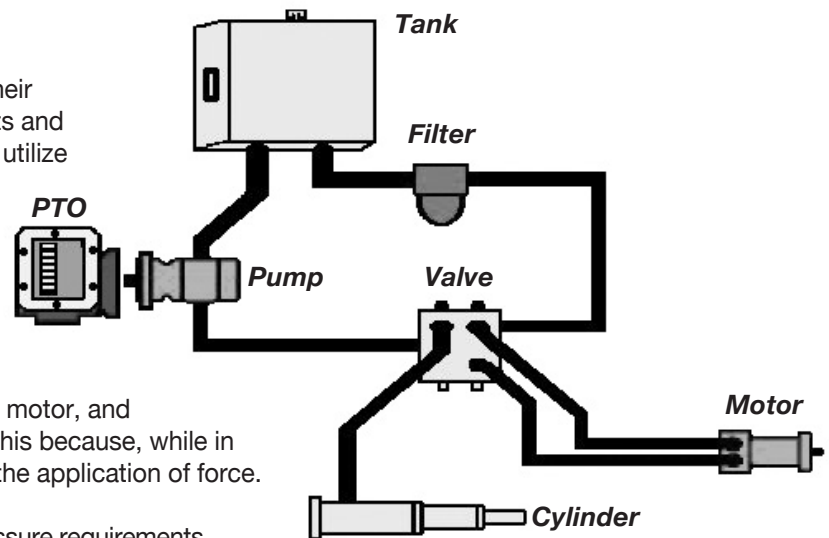 Tank
heir
ts and
utilize
Filter
PTO
Pump
Valve
motor, and
his because, while in
the application of force.
Motor
Cylinder
ssure requirements